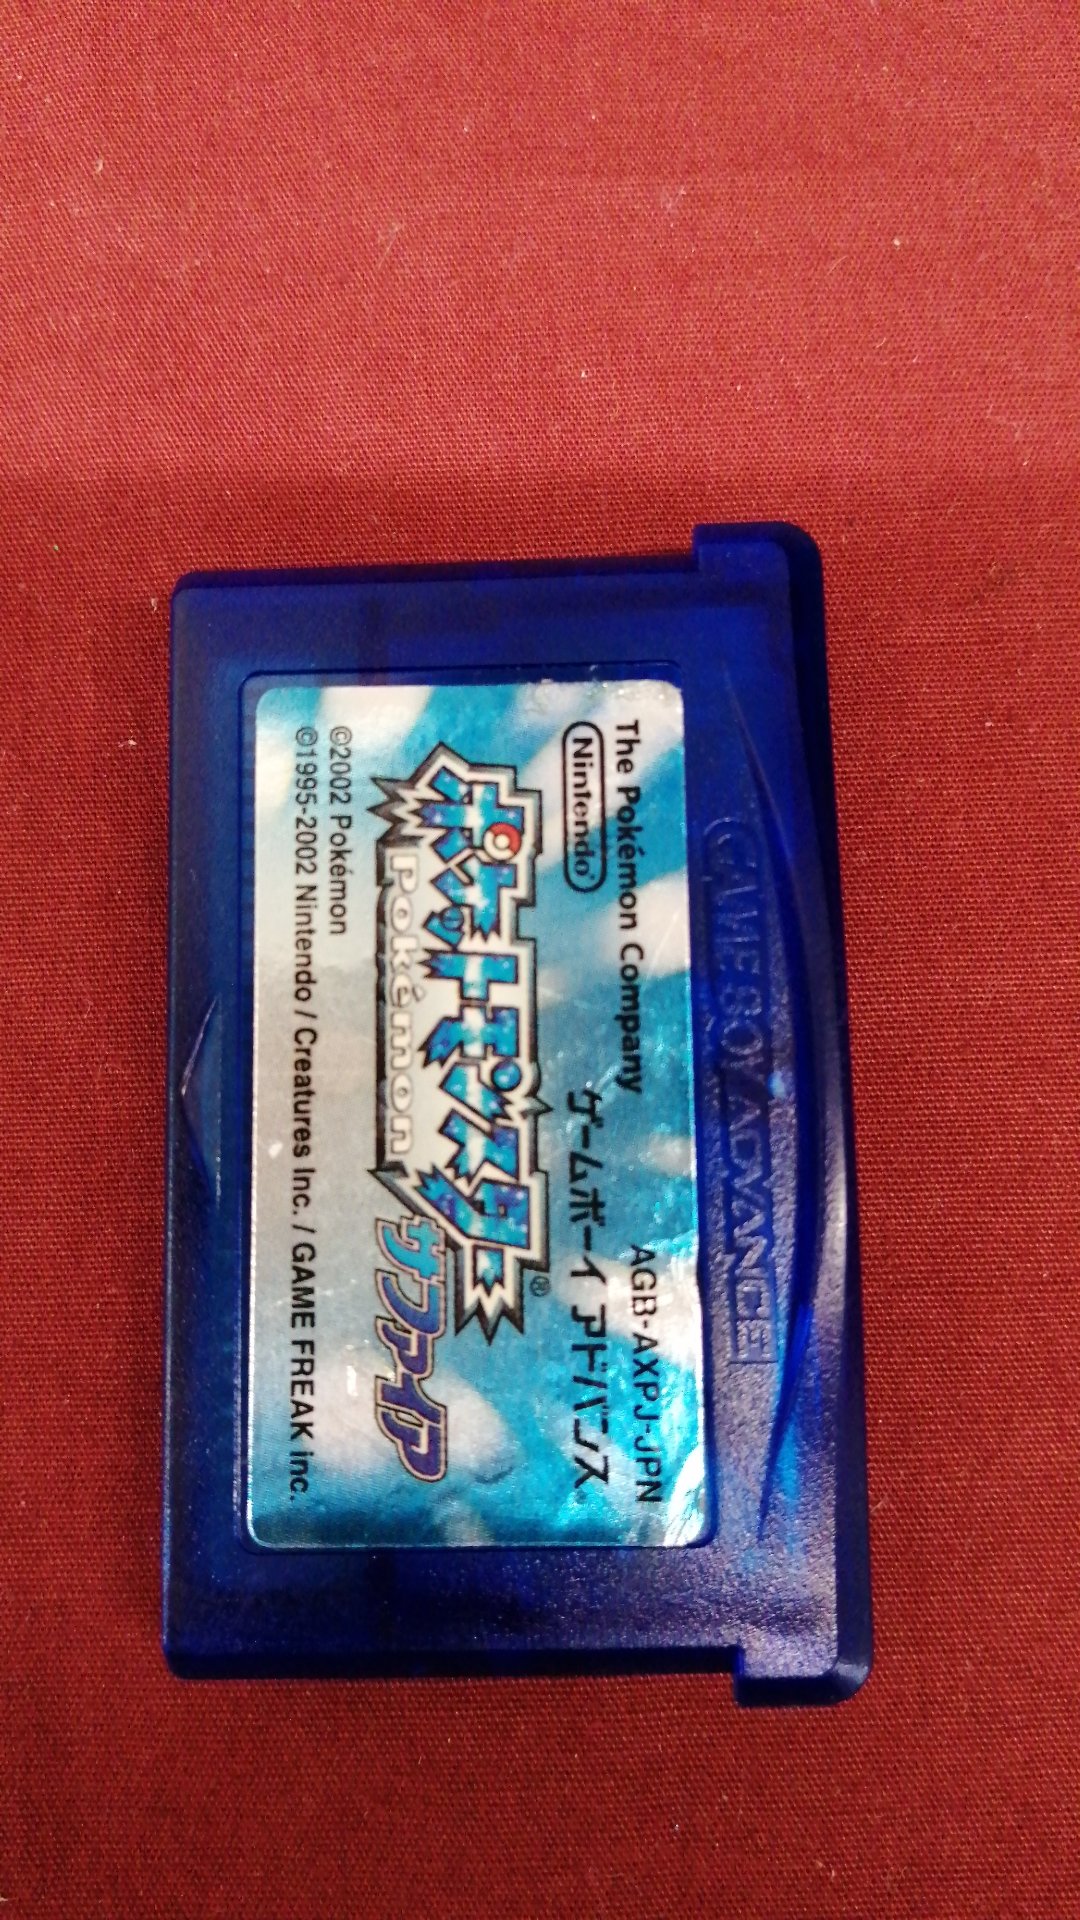 GAME BOY ADVANCE
The Pokémon Company
AGB-AXPJ-JPN
Nintendo®
ゲームボーイ アドバンス
ポケットモンスター®
Pokémon
サファイア
©2002 Pokémon
©1995-2002 Nintendo / Creatures Inc. / GAME FREAK inc.